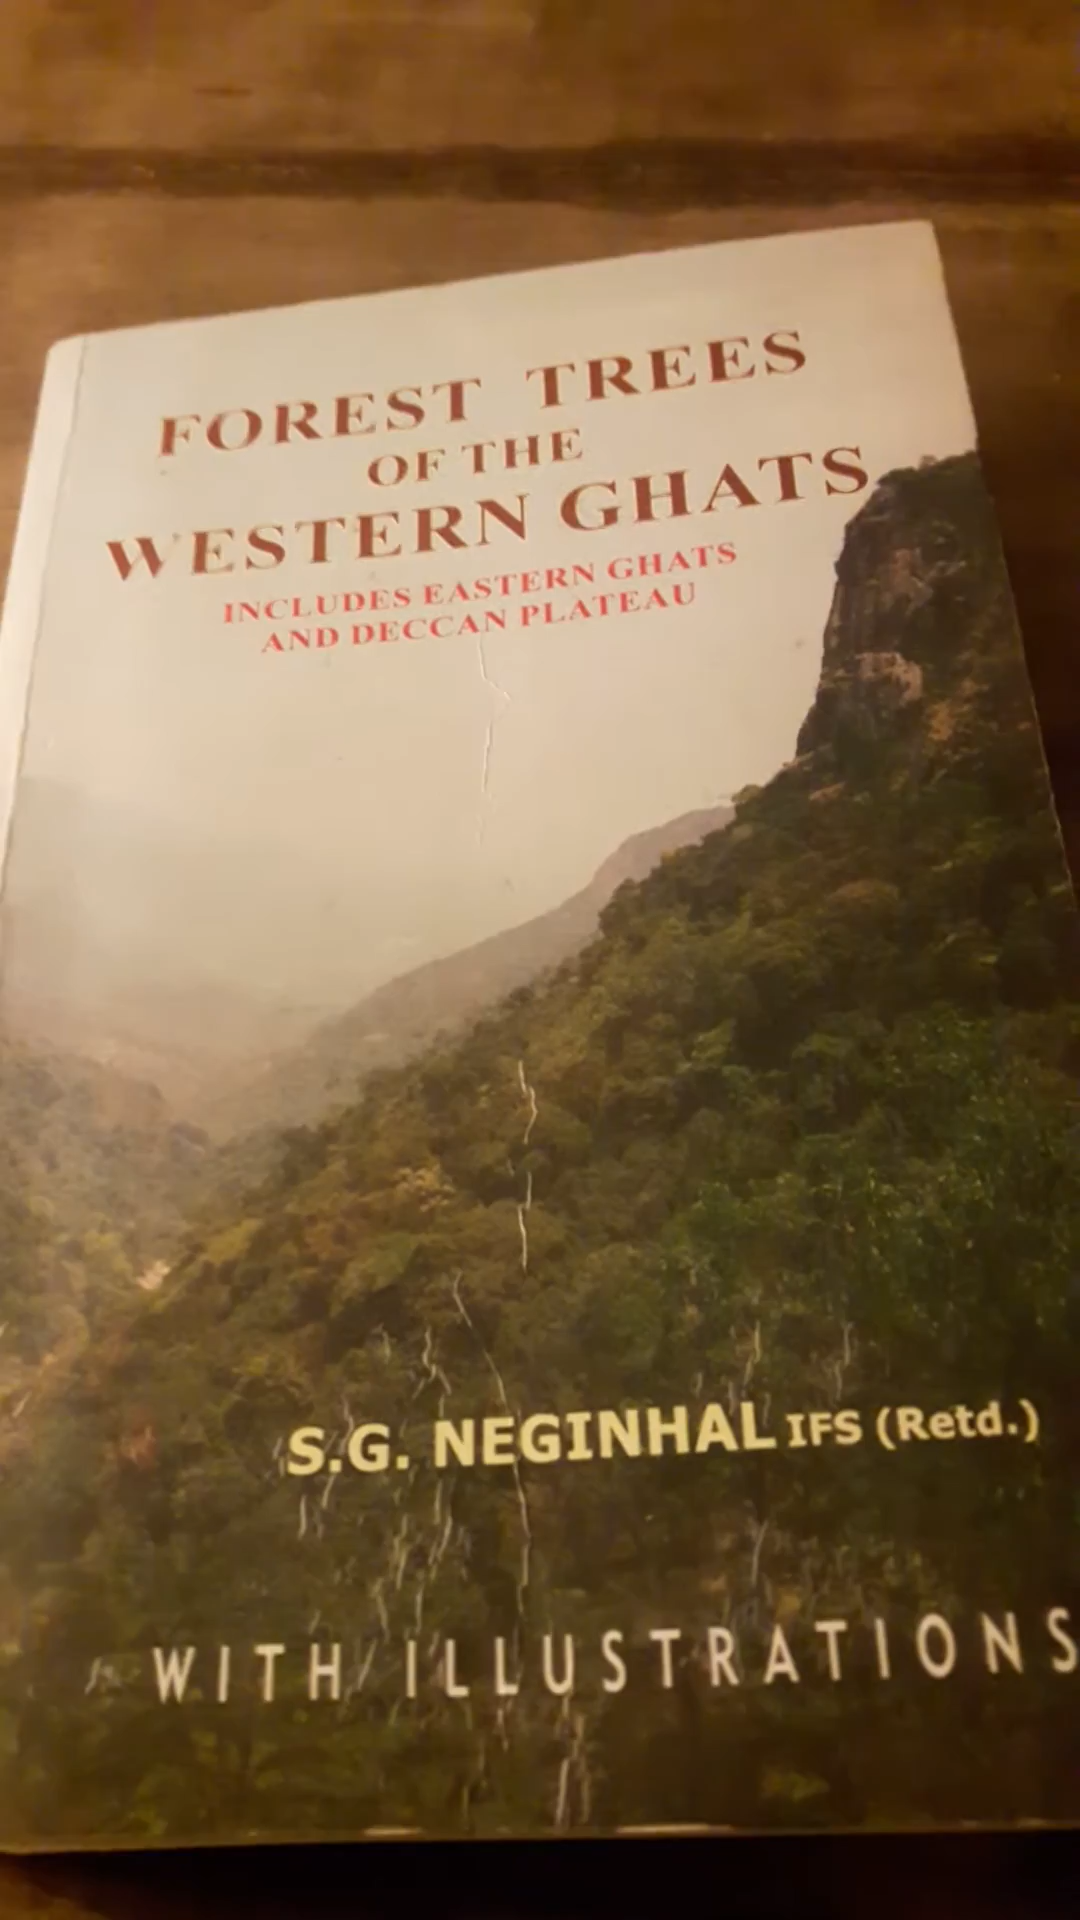 FOREST TREES
OF THE
WESTERN GHATS
INCLUDES EASTERN GHATS
AND DECCAN PLATEAU
S.G. NEGINHAL IFS (Retd.)
WITH ILLUSTRATIONS